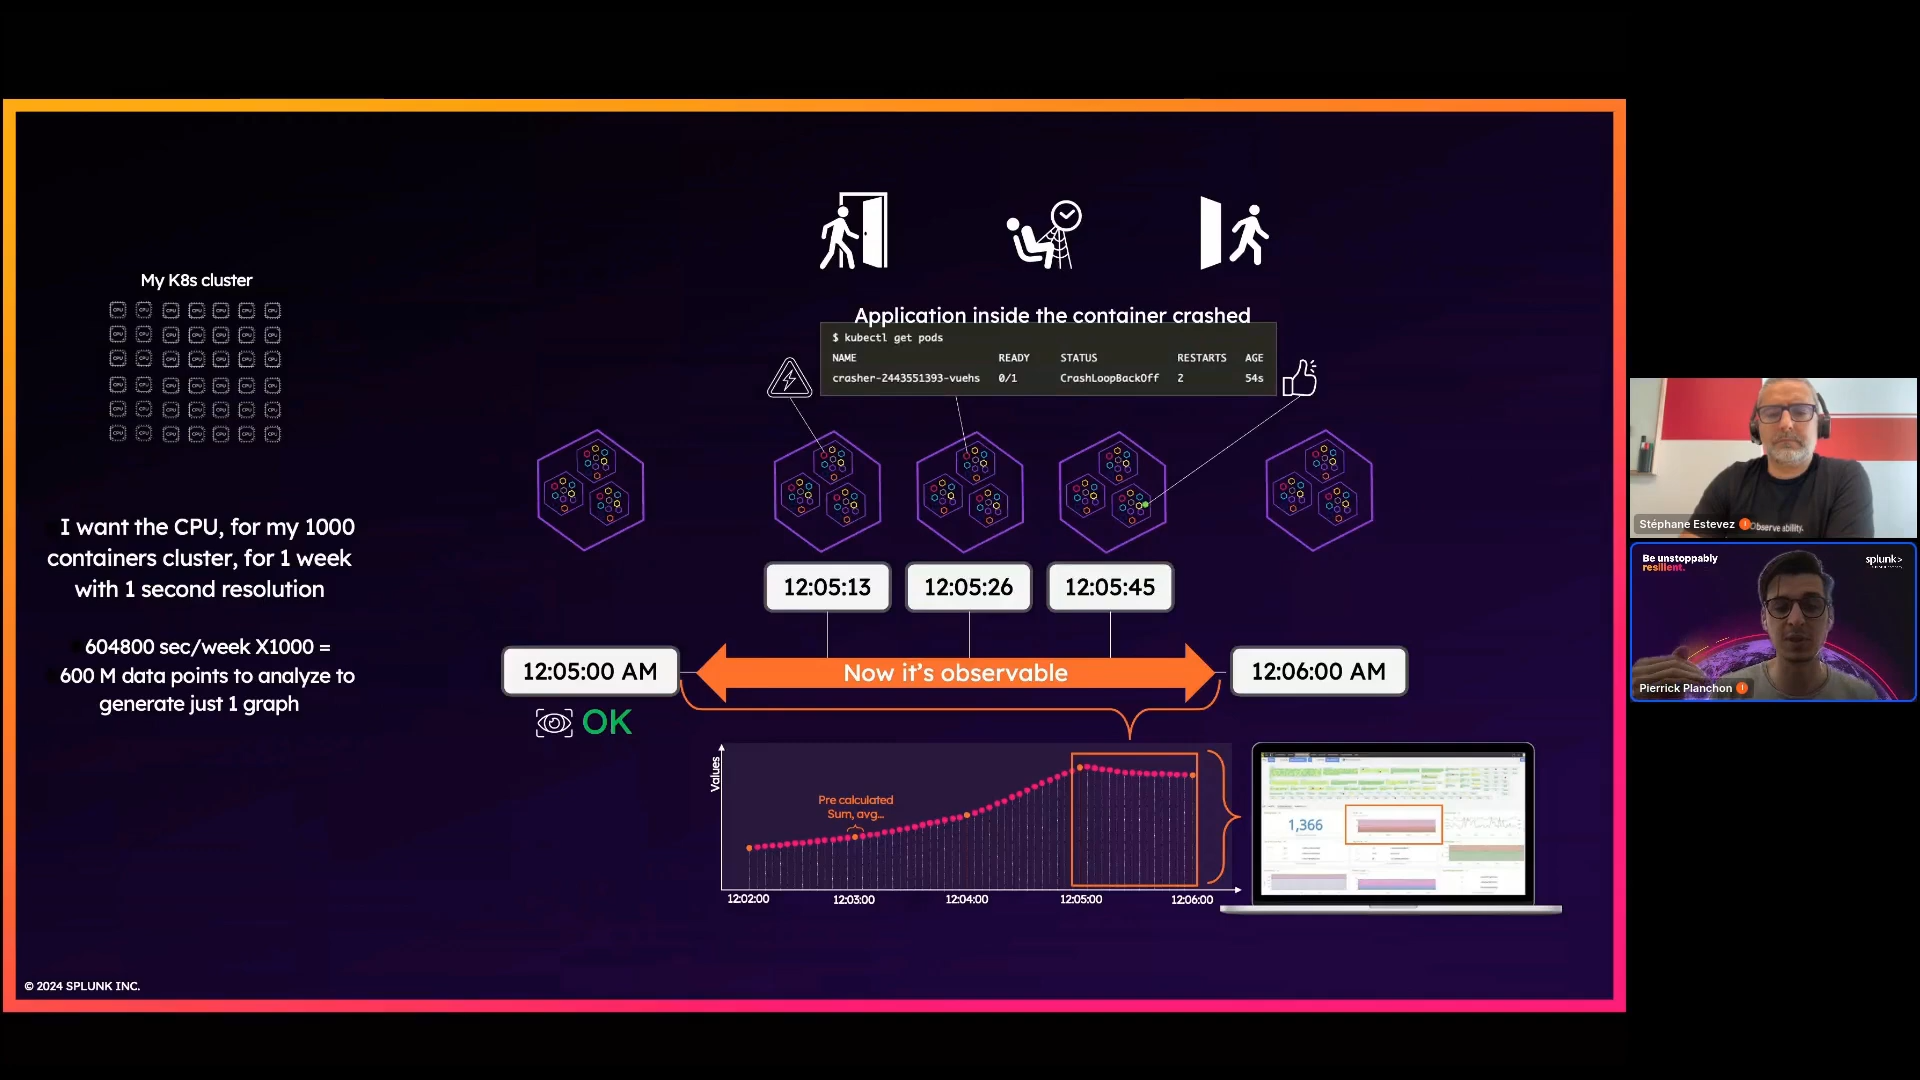 My K8s cluster
I want the CPU, for my 1000
containers cluster, for 1 week
with 1 second resolution
604800 sec/week X1000 =
600 M data points to analyze to
generate just 1 graph
Application inside the container crashed
$ kubectl get pods
NAME READY STATUS RESTARTS AGE
crasher-2443551393-vuehs 0/1 CrashLoopBackOff 2 54s
12:05:13 12:05:26 12:05:45
12:05:00 AM Now it's observable 12:06:00 AM
OK
Values
Pre calculated
Sum, avg...
12:02:00 12:03:00 12:04:00 12:05:00 12:06:00
1,366
© 2024 SPLUNK INC.
Observe ability.
Stéphane Estevez
Be unstoppably
resilient.
splunk>
Pierrick Planchon